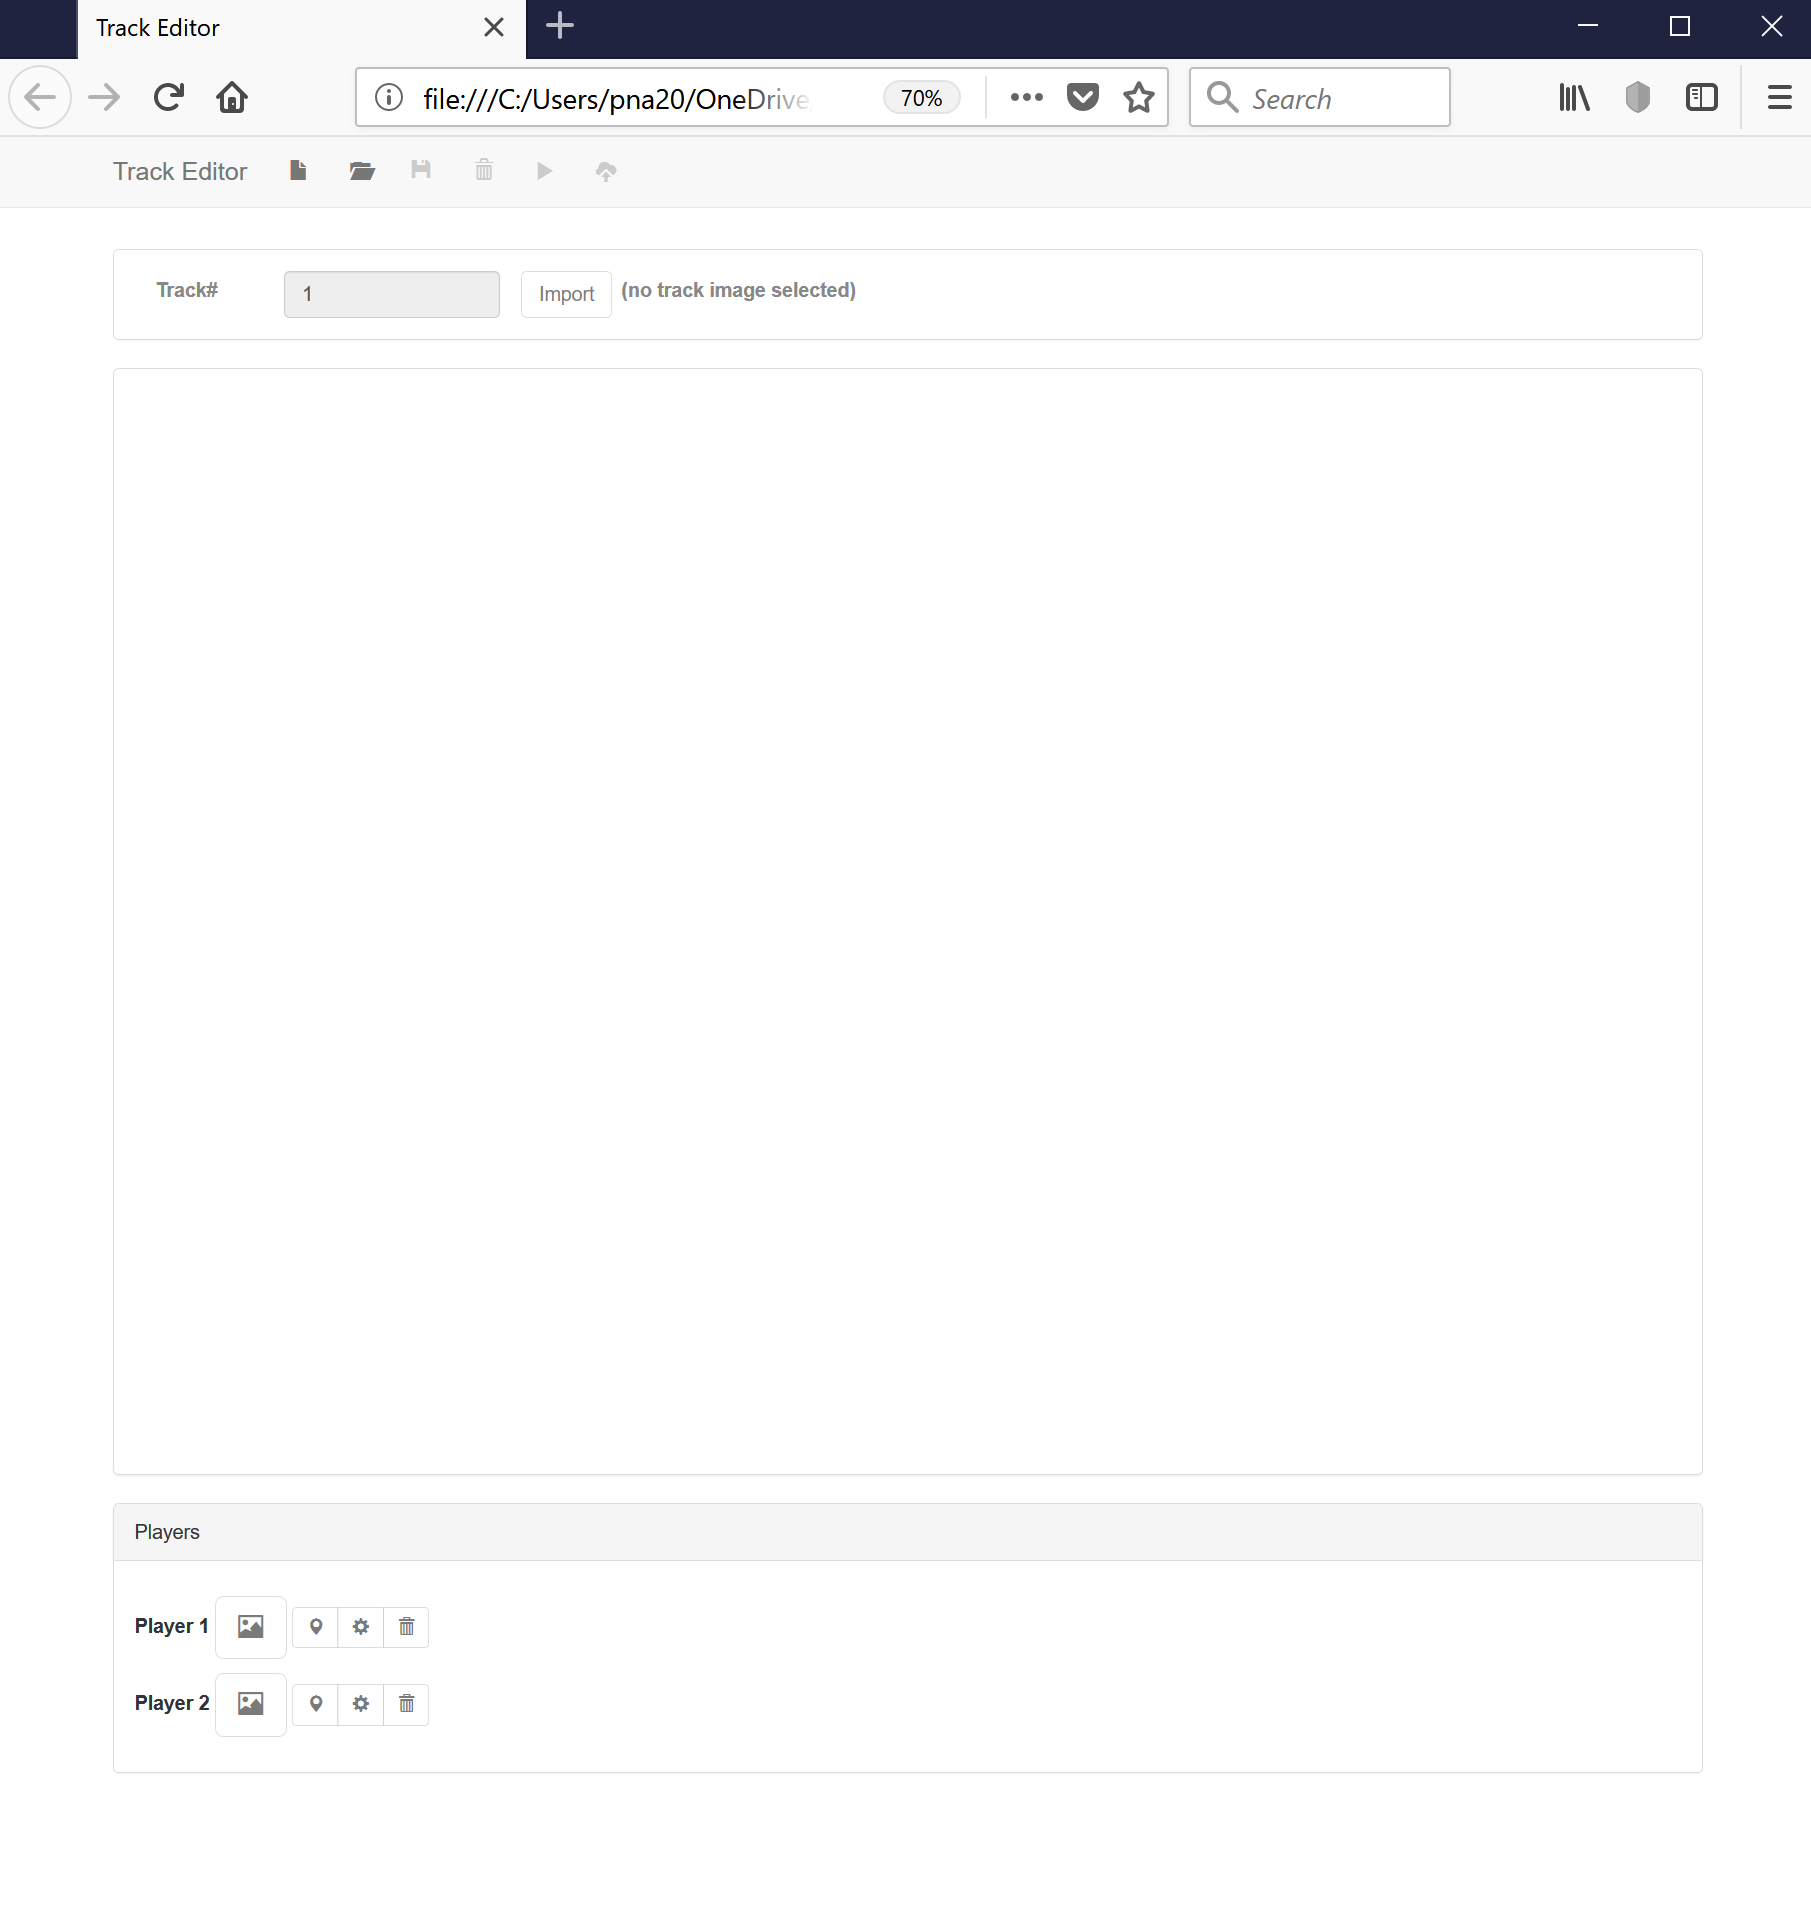 Track Editor
file:///C:/Users/pna20/OneDrive
70%
Search
Track Editor
Track#
1
Import
(no track image selected)
Players
Player 1
Player 2